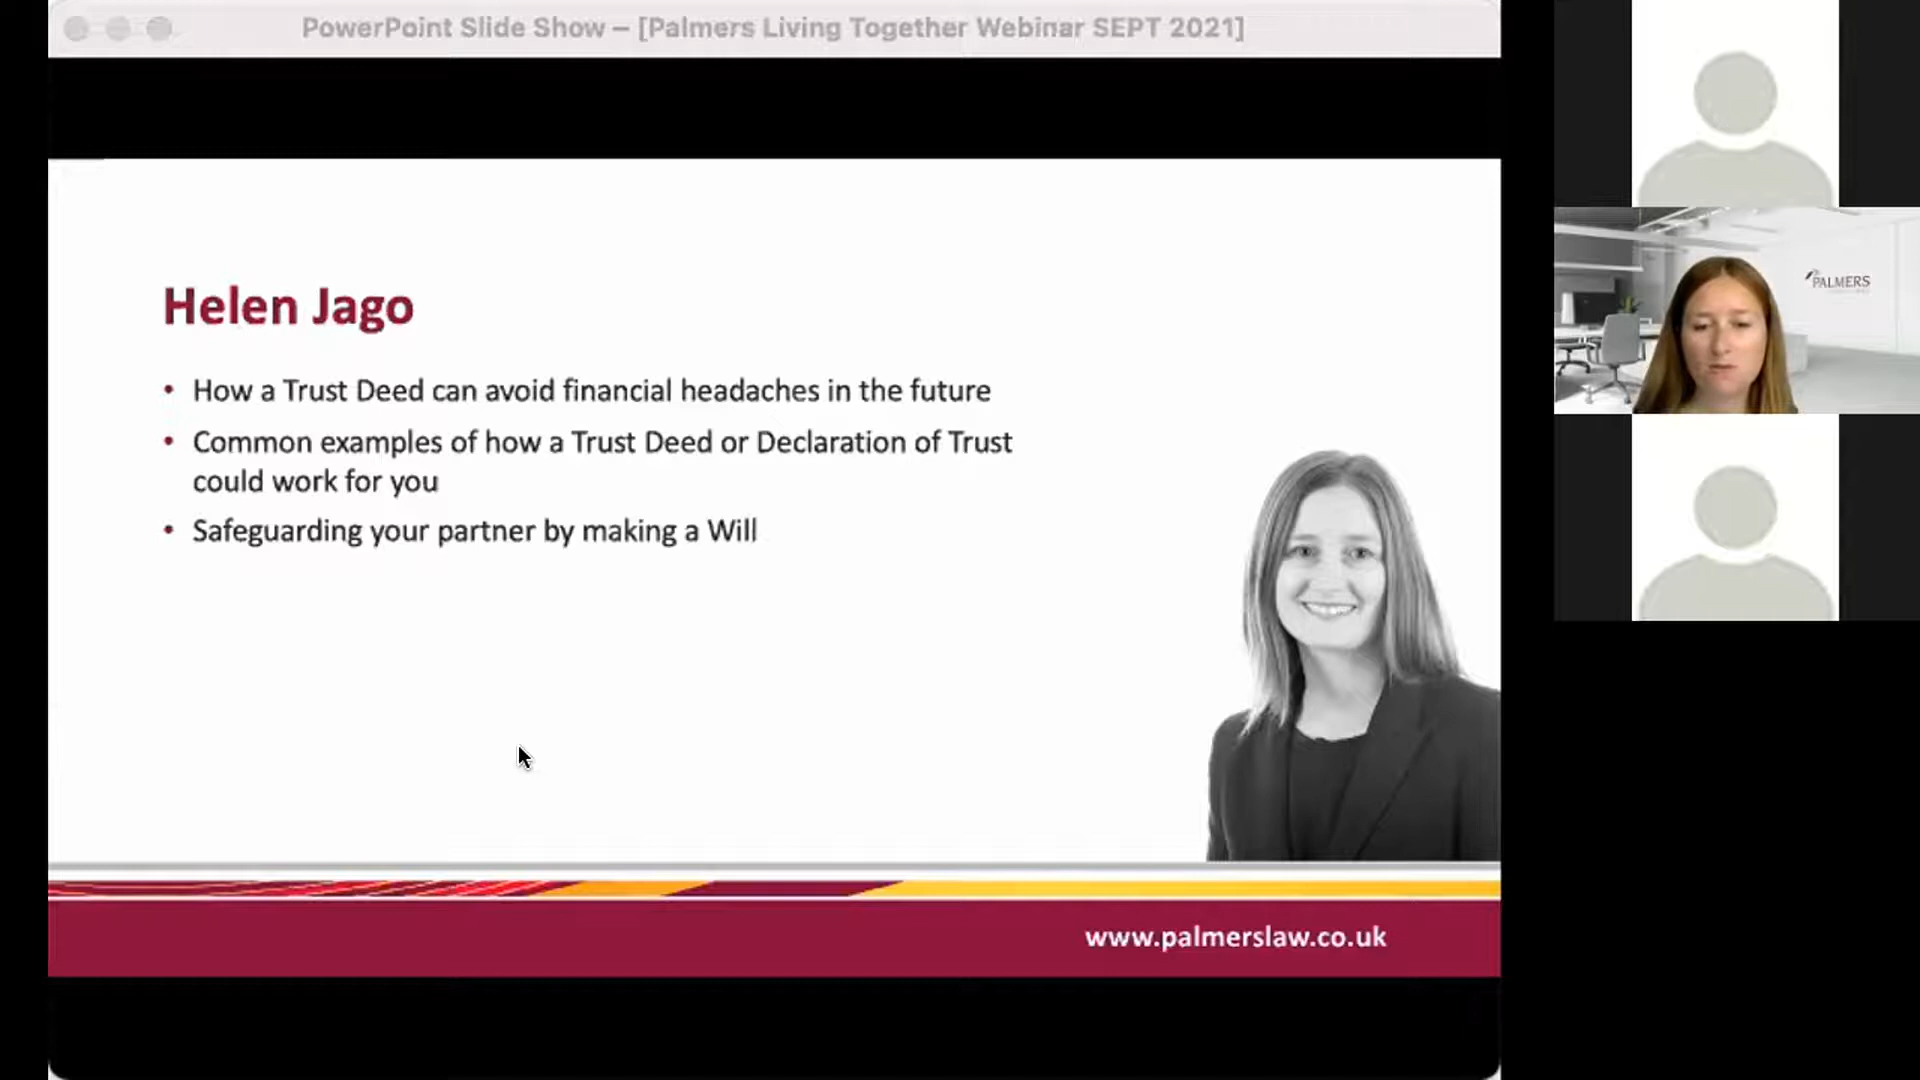 PowerPoint Slide Show – [Palmers Living Together Webinar SEPT 2021]
Helen Jago
• How a Trust Deed can avoid financial headaches in the future
• Common examples of how a Trust Deed or Declaration of Trust
could work for you
• Safeguarding your partner by making a Will
www.palmerslaw.co.uk
PALMERS